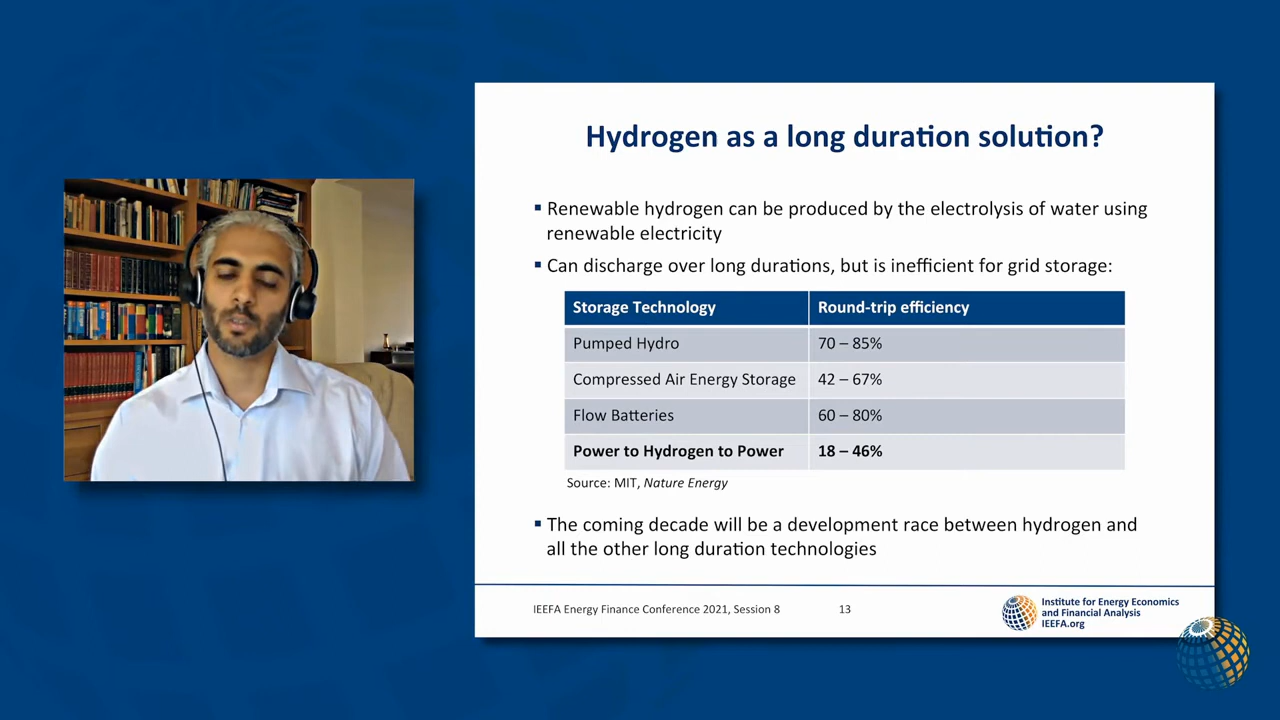 Hydrogen as a long duration solution?
▪ Renewable hydrogen can be produced by the electrolysis of water using
renewable electricity
▪ Can discharge over long durations, but is inefficient for grid storage:
Storage Technology Round-trip efficiency
Pumped Hydro 70 – 85%
Compressed Air Energy Storage 42 – 67%
Flow Batteries 60 – 80%
Power to Hydrogen to Power 18 – 46%
Source: MIT, Nature Energy
▪ The coming decade will be a development race between hydrogen and
all the other long duration technologies
IEEFA Energy Finance Conference 2021, Session 8 13
Institute for Energy Economics
and Financial Analysis
IEEFA.org